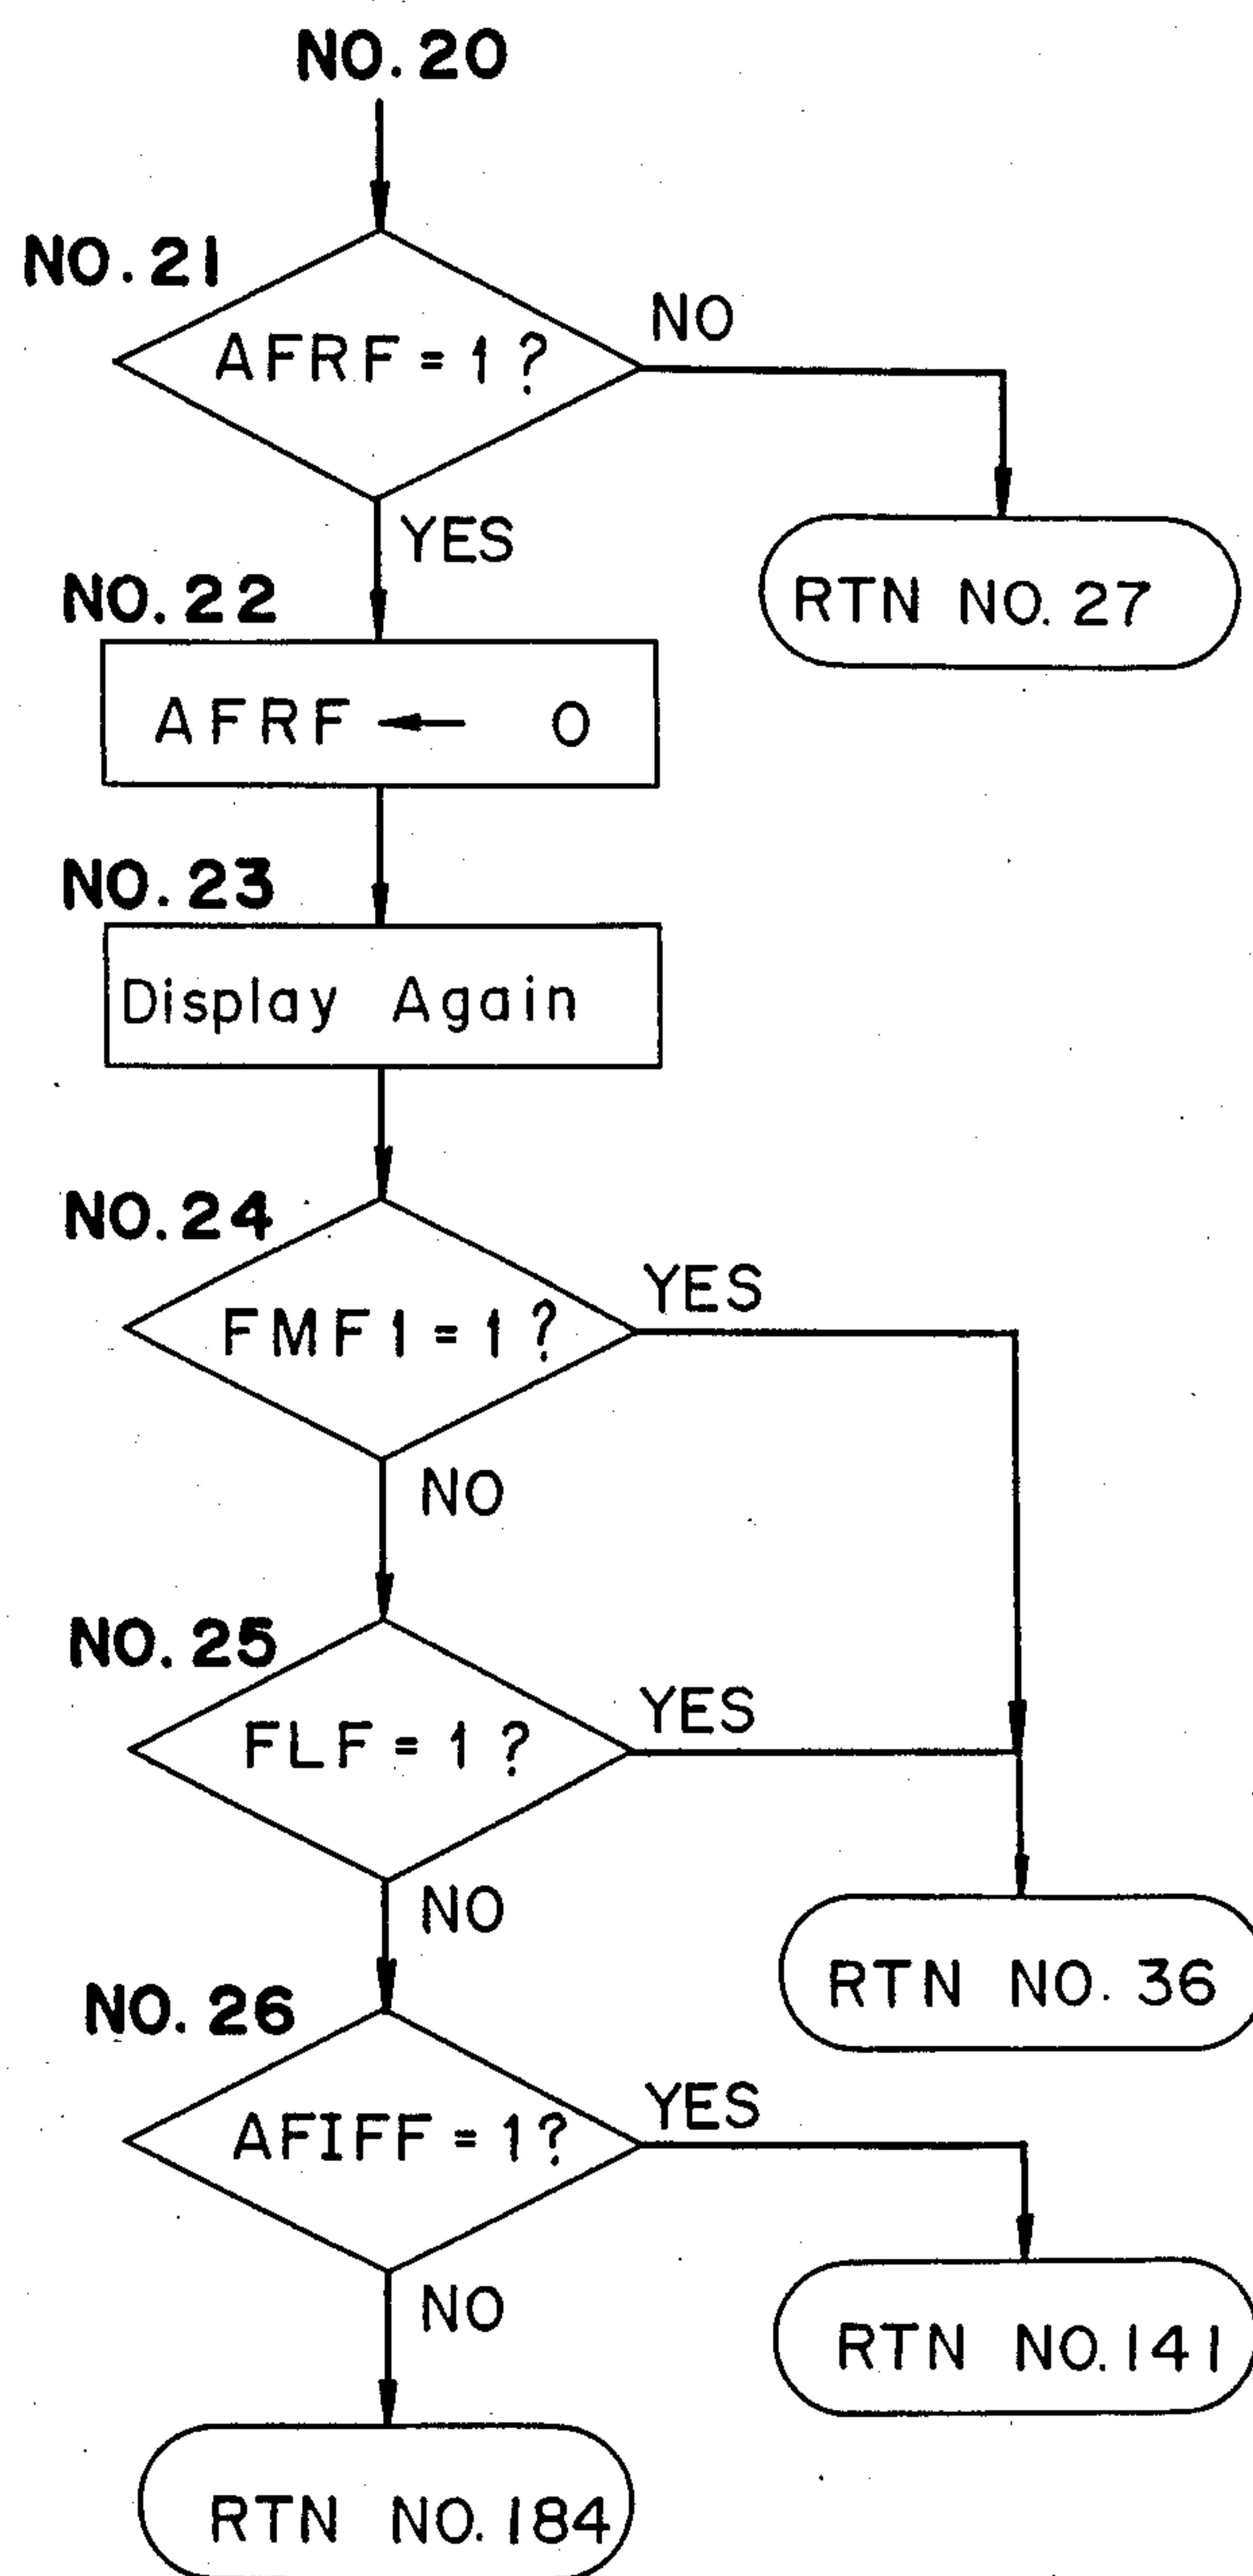 NO.20
NO.21
AFRF=1?
NO
YES
RTN NO.27
NO.22
AFRF ← 0
NO.23
Display Again
NO.24
FMF1=1?
YES
NO
NO.25
FLF=1?
YES
NO
RTN NO.36
NO.26
AFIFF=1?
YES
NO
RTN NO.141
RTN NO.184